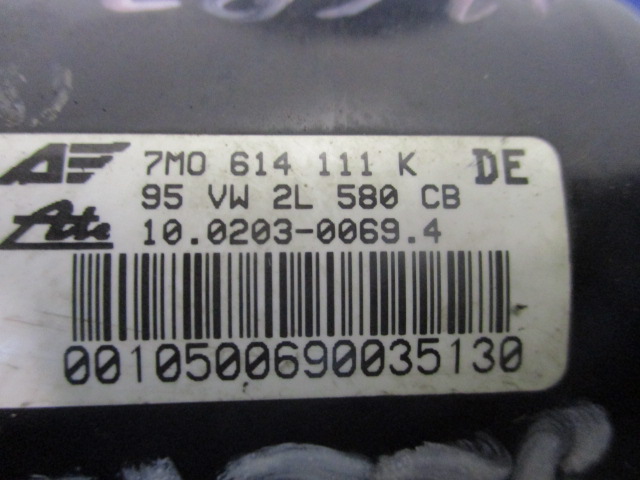 7M0 614 111 K DE
95 VW 2L 580 CB
Ate 10.0203-0069.4
0010500690035130